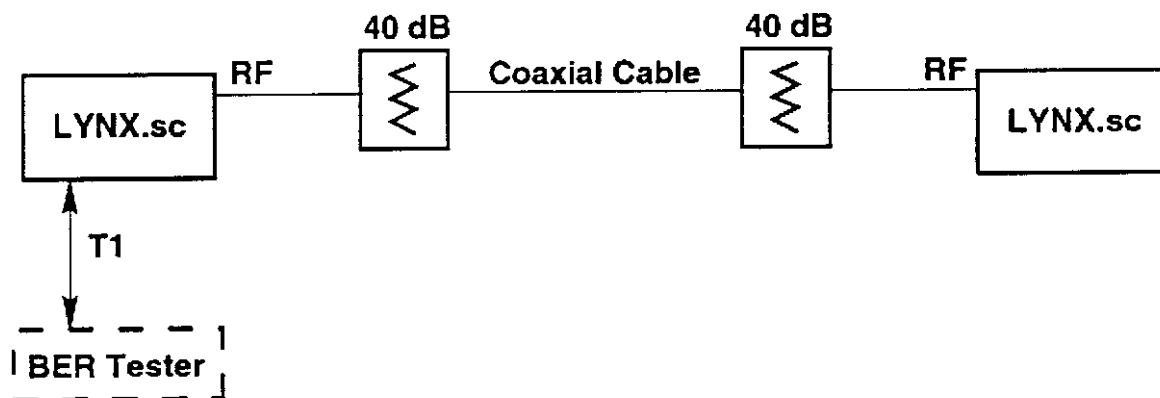 40 dB
40 dB
RF
Coaxial Cable
RF
LYNX.sc
LYNX.sc
T1
BER Tester